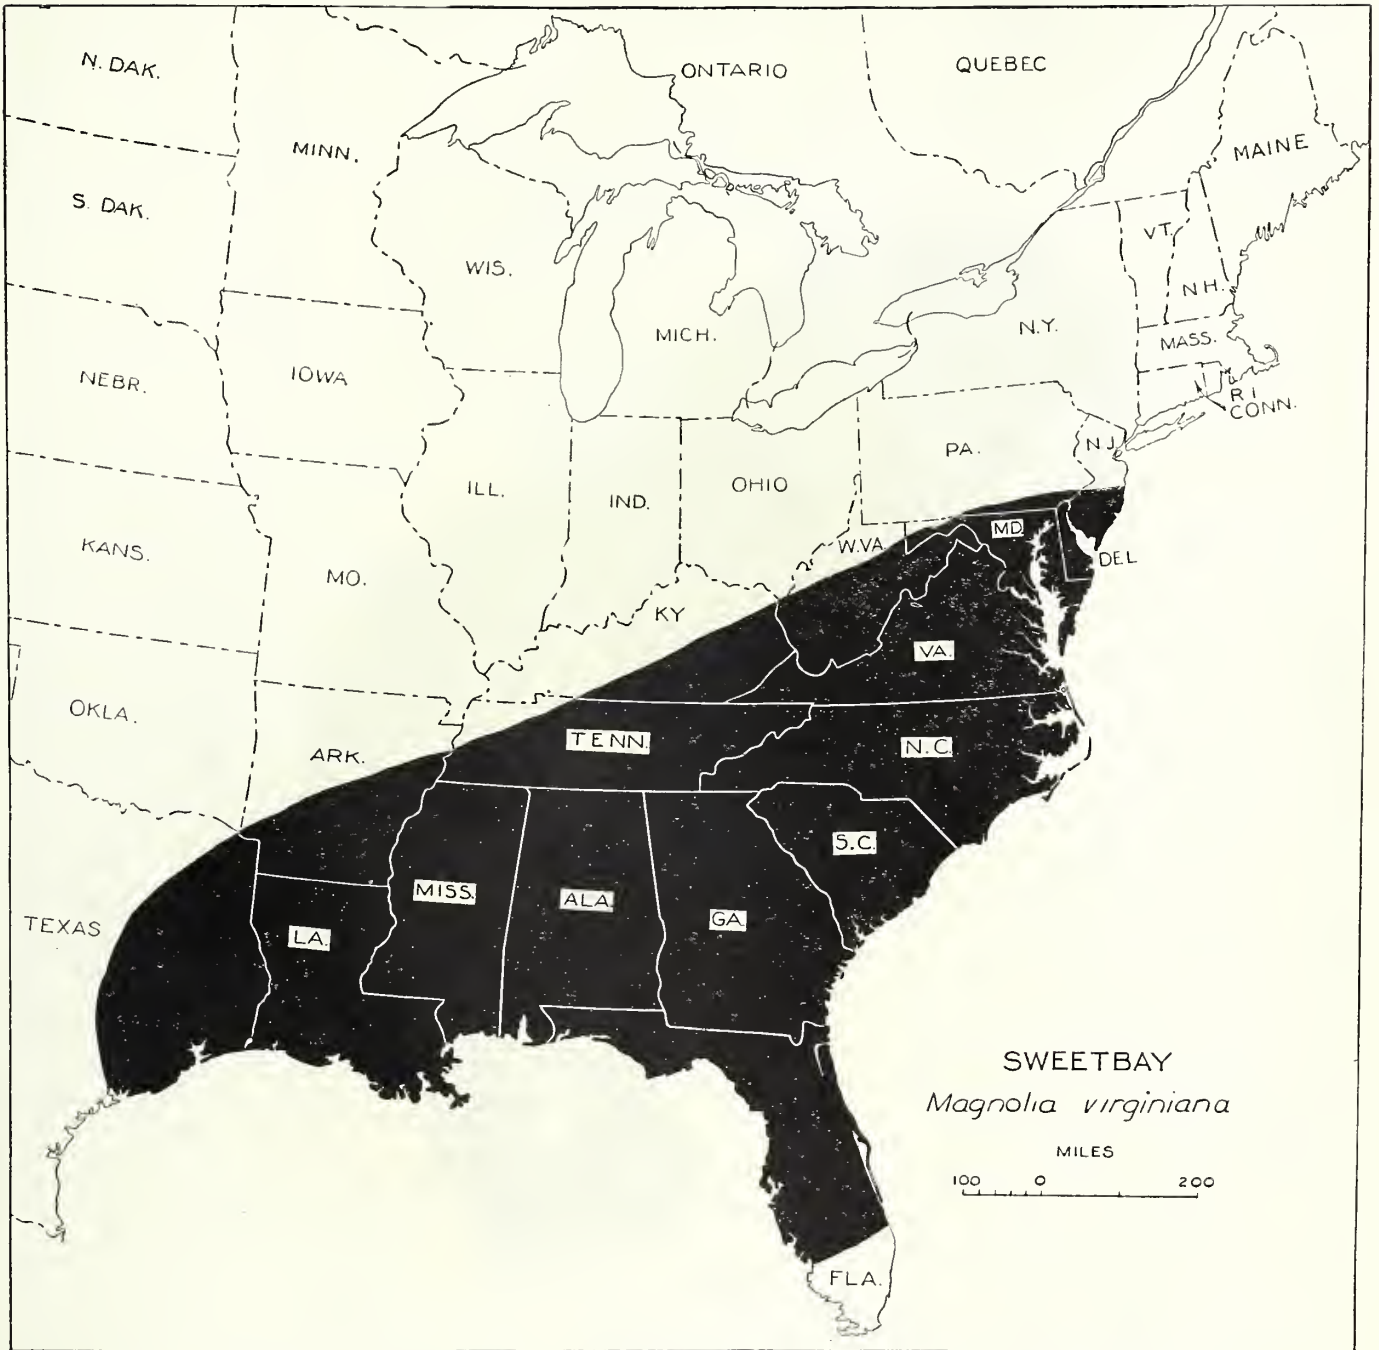 N. DAK.
ONTARIO
QUEBEC
MINN.
MAINE
S. DAK.
VT.
WIS.
N.H.
MICH.
N.Y.
MASS.
NEBR.
IOWA
R I
CONN.
PA.
N.J.
ILL.
IND.
OHIO
MD.
W.VA.
KANS.
DEL
MO.
KY
VA.
OKLA.
TENN.
N.C.
ARK.
S.C.
MISS.
ALA.
GA.
TEXAS
LA.
SWEETBAY
Magnolia virginiana
MILES
100 0 200
FLA.